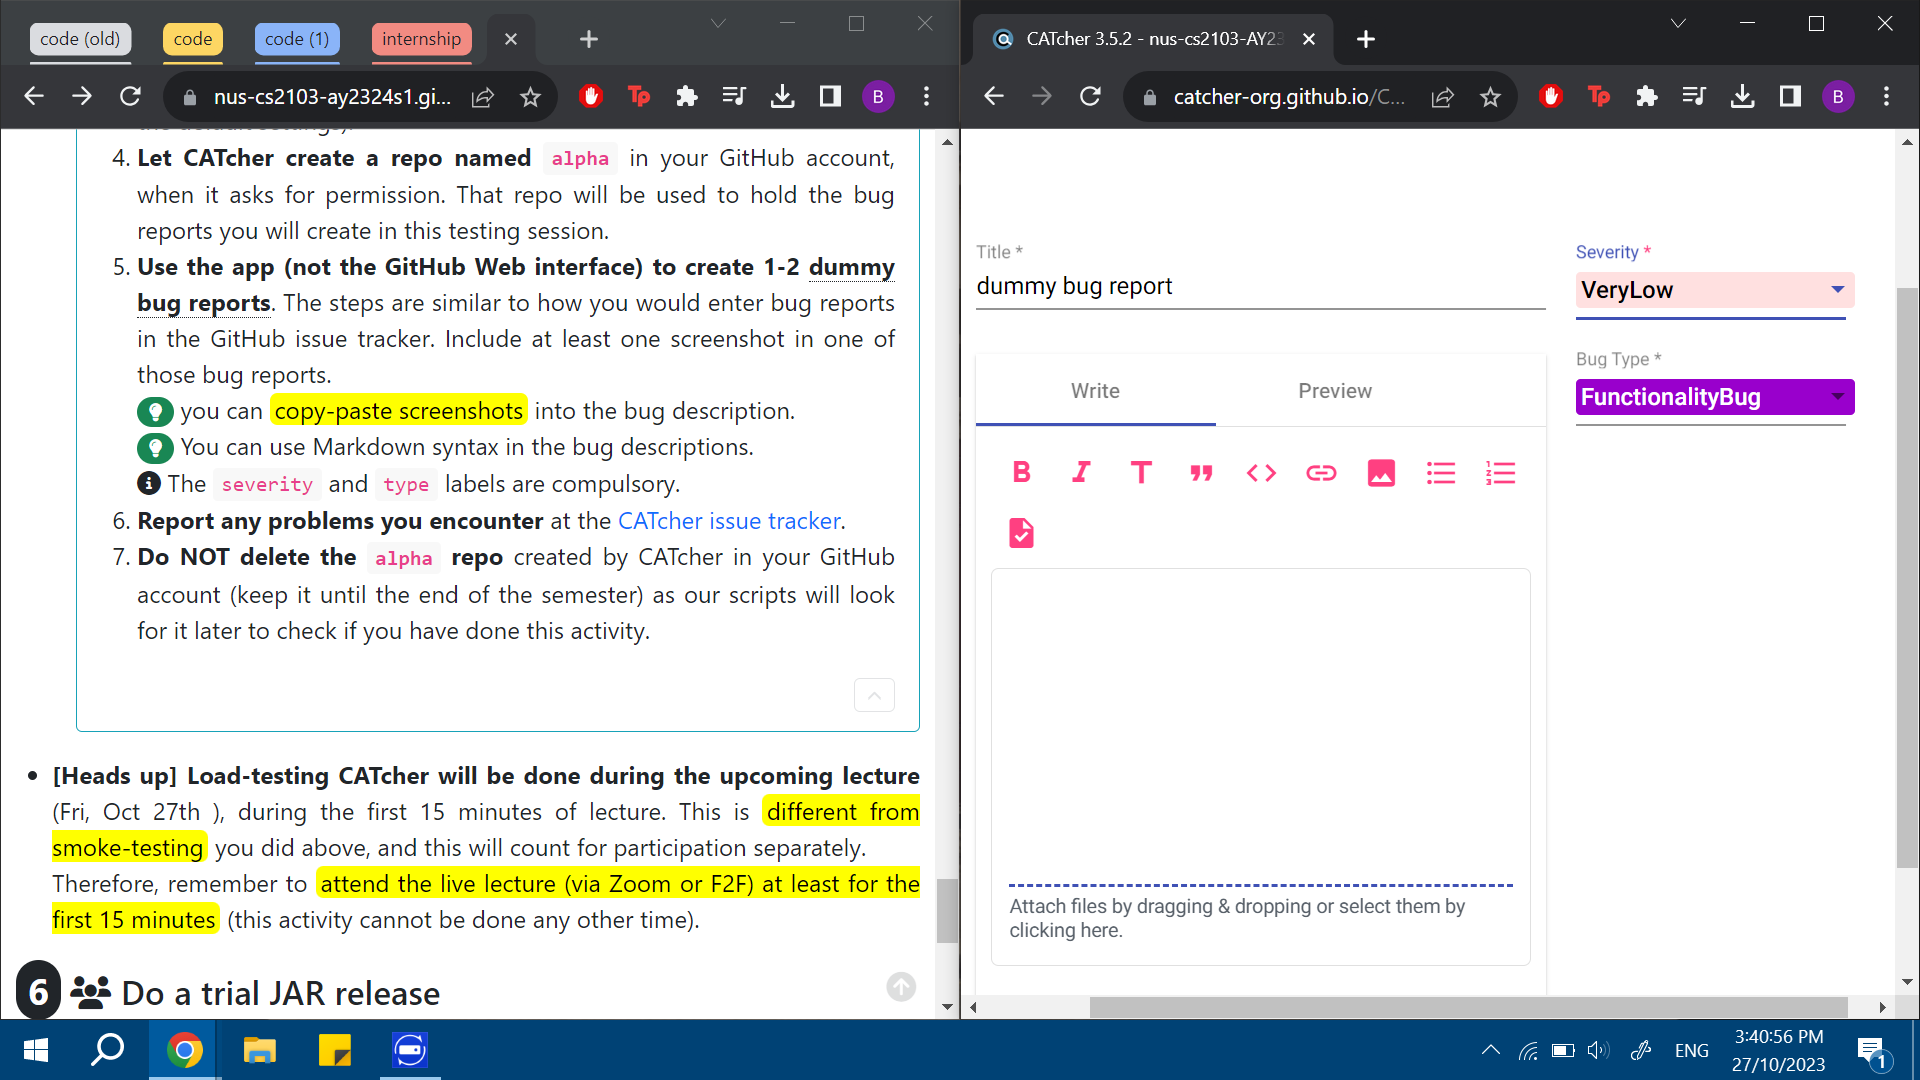 code (old)
code
code (1)
internship
nus-cs2103-ay2324s1.gi...
Tp
B
4. Let CATcher create a repo named alpha in your GitHub account,
when it asks for permission. That repo will be used to hold the bug
reports you will create in this testing session.
5. Use the app (not the GitHub Web interface) to create 1-2 dummy
bug reports. The steps are similar to how you would enter bug reports
in the GitHub issue tracker. Include at least one screenshot in one of
those bug reports.
you can copy-paste screenshots into the bug description.
You can use Markdown syntax in the bug descriptions.
The severity and type labels are compulsory.
6. Report any problems you encounter at the CATcher issue tracker.
7. Do NOT delete the alpha repo created by CATcher in your GitHub
account (keep it until the end of the semester) as our scripts will look
for it later to check if you have done this activity.
• [Heads up] Load-testing CATcher will be done during the upcoming lecture
(Fri, Oct 27th ), during the first 15 minutes of lecture. This is different from
smoke-testing you did above, and this will count for participation separately.
Therefore, remember to attend the live lecture (via Zoom or F2F) at least for the
first 15 minutes (this activity cannot be done any other time).
6 Do a trial JAR release
CATcher 3.5.2 - nus-cs2103-AY23
catcher-org.github.io/C...
Tp
B
Title *
dummy bug report
Severity *
VeryLow
Bug Type *
FunctionalityBug
Write
Preview
Attach files by dragging & dropping or select them by
clicking here.
ENG
3:40:56 PM
27/10/2023
1